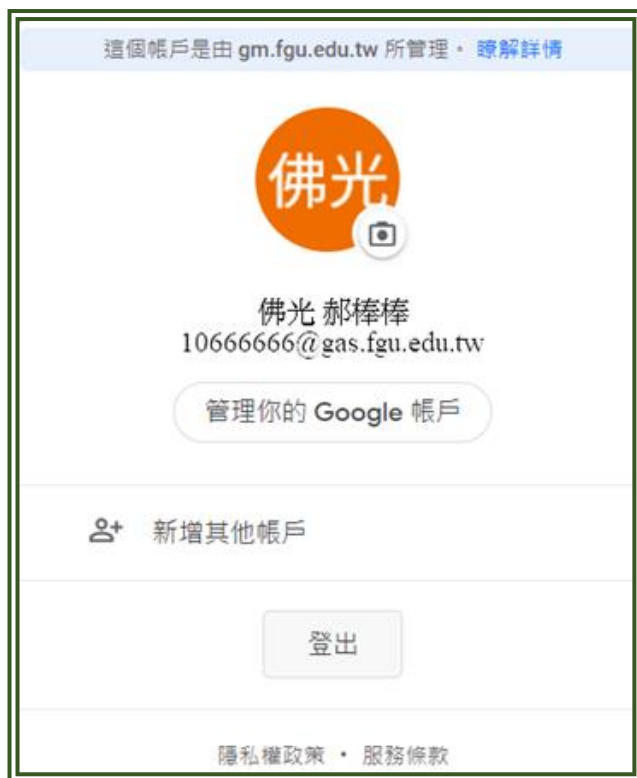 這個帳戶是由 gm.fgu.edu.tw 所管理。 瞭解詳情
佛光
佛光 郝棒棒
10666666@gas.fgu.edu.tw
管理你的 Google 帳戶
新增其他帳戶
登出
隱私權政策 • 服務條款